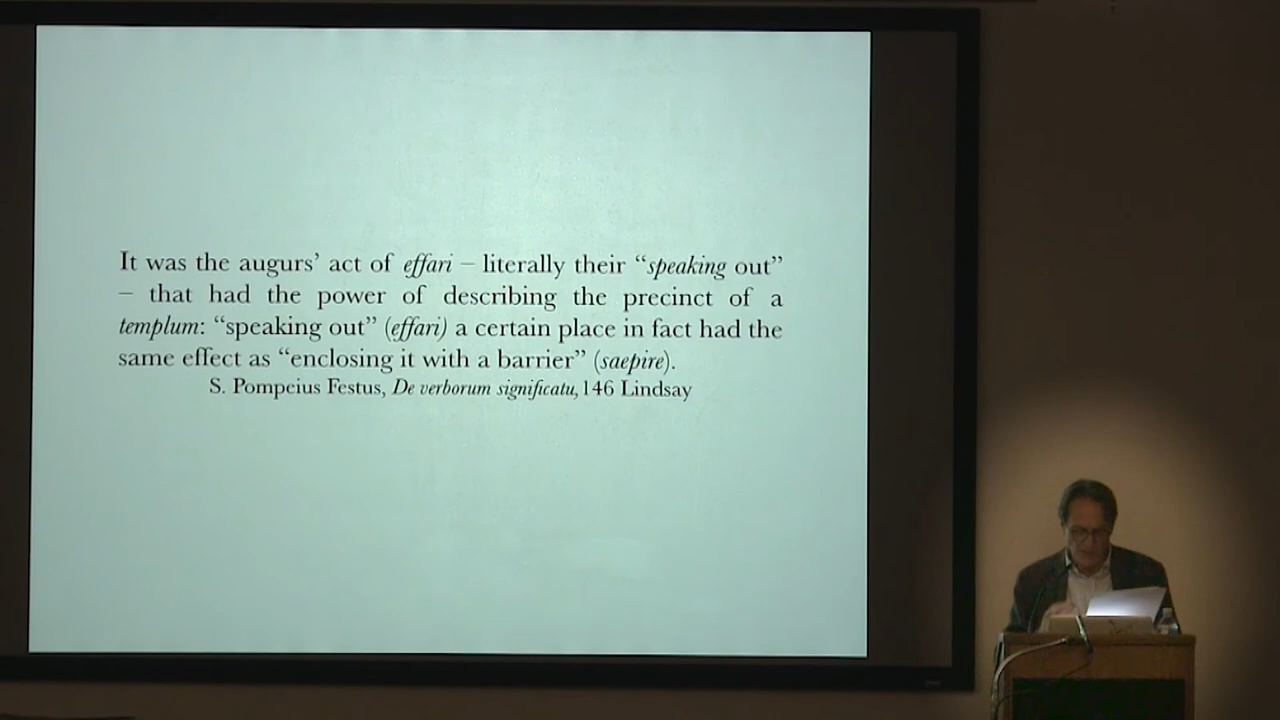 It was the augurs’ act of effari – literally their “speaking out”
– that had the power of describing the precinct of a
templum: “speaking out” (effari) a certain place in fact had the
same effect as “enclosing it with a barrier” (saepire).
S. Pompeius Festus, De verborum significatu, 146 Lindsay